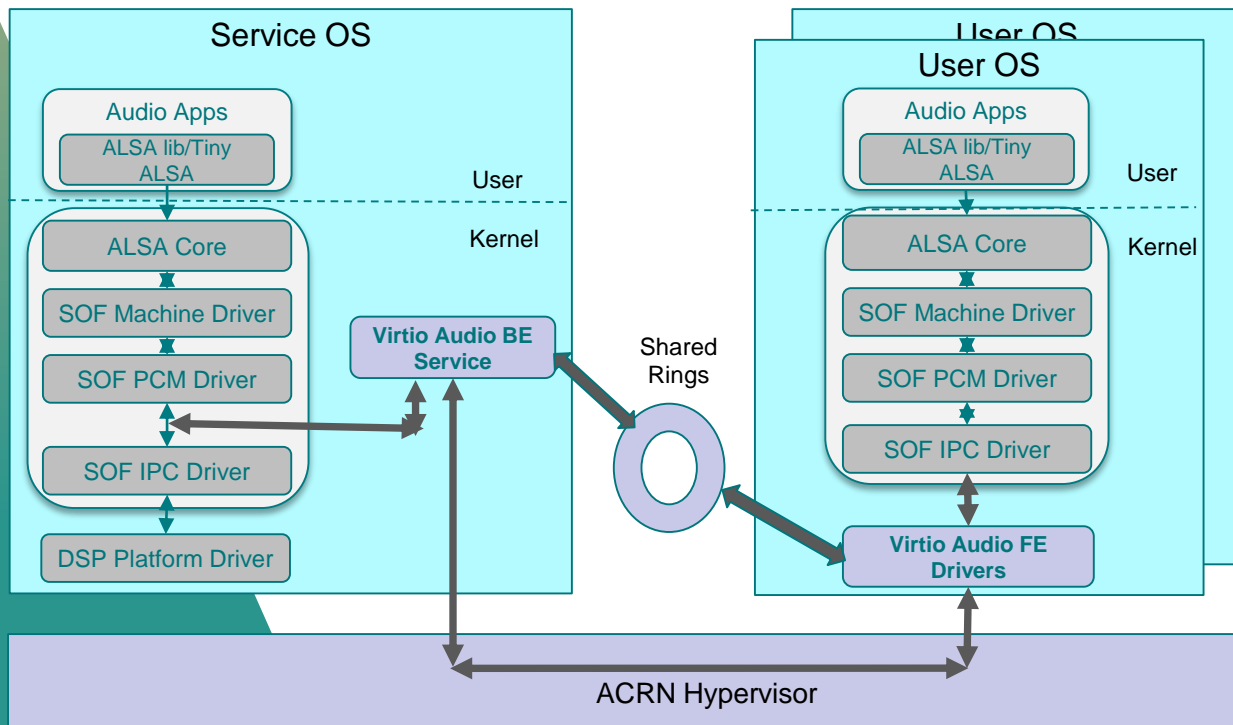 Service OS
Audio Apps
ALSA lib/Tiny
ALSA
User
Kernel
ALSA Core
SOF Machine Driver
SOF PCM Driver
SOF IPC Driver
DSP Platform Driver
Virtio Audio BE
Service
Shared
Rings
User OS
User OS
Audio Apps
ALSA lib/Tiny
ALSA
User
Kernel
ALSA Core
SOF Machine Driver
SOF PCM Driver
SOF IPC Driver
Virtio Audio FE
Drivers
ACRN Hypervisor